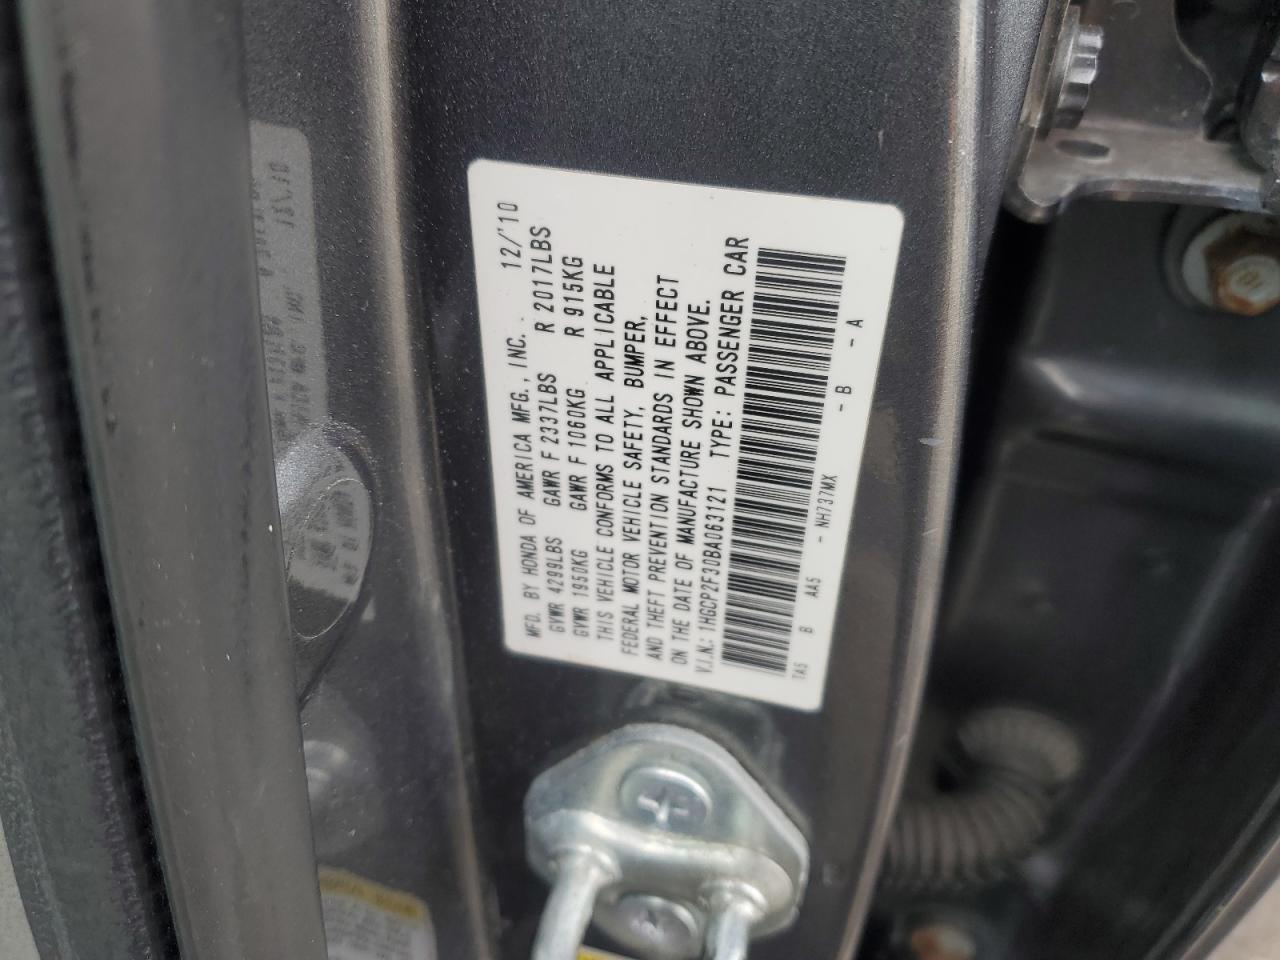 MFD. BY HONDA OF AMERICA MFG., INC. 12/'10
GVWR 4299LBS GAWR F 2337LBS R 2017LBS
GVWR 1950KG GAWR F 1060KG R 915KG
THIS VEHICLE CONFORMS TO ALL APPLICABLE
FEDERAL MOTOR VEHICLE SAFETY, BUMPER,
AND THEFT PREVENTION STANDARDS IN EFFECT
ON THE DATE OF MANUFACTURE SHOWN ABOVE.
V.I.N.: 1HGCP2F30BA063121 TYPE: PASSENGER CAR
TA5 B AA5 - NH737MX - B - A